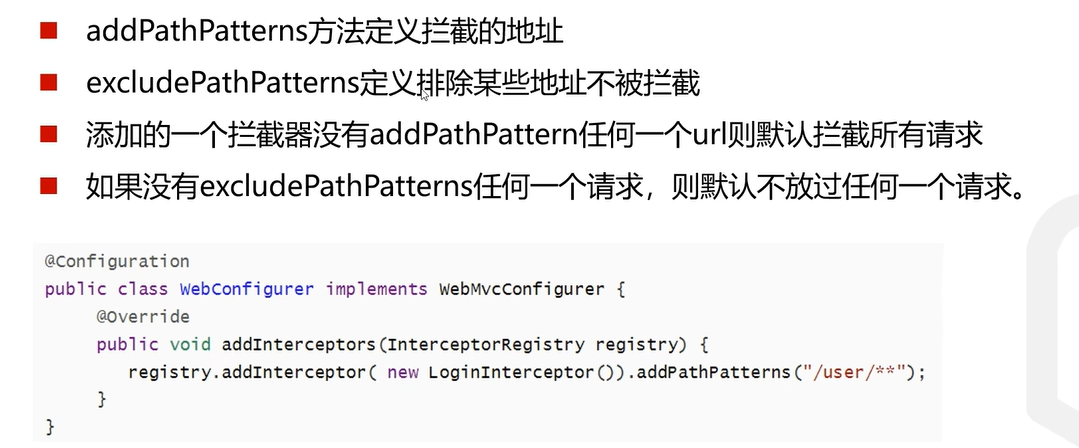 addPathPatterns方法定义拦截的地址
excludePathPatterns定义排除某些地址不被拦截
添加的一个拦截器没有addPathPattern任何一个url则默认拦截所有请求
如果没有excludePathPatterns任何一个请求，则默认不放过任何一个请求。
@Configuration
public class WebConfigurer implements WebMvcConfigurer {
@Override
public void addInterceptors(InterceptorRegistry registry) {
registry.addInterceptor( new LoginInterceptor()).addPathPatterns("/user/**");
}
}